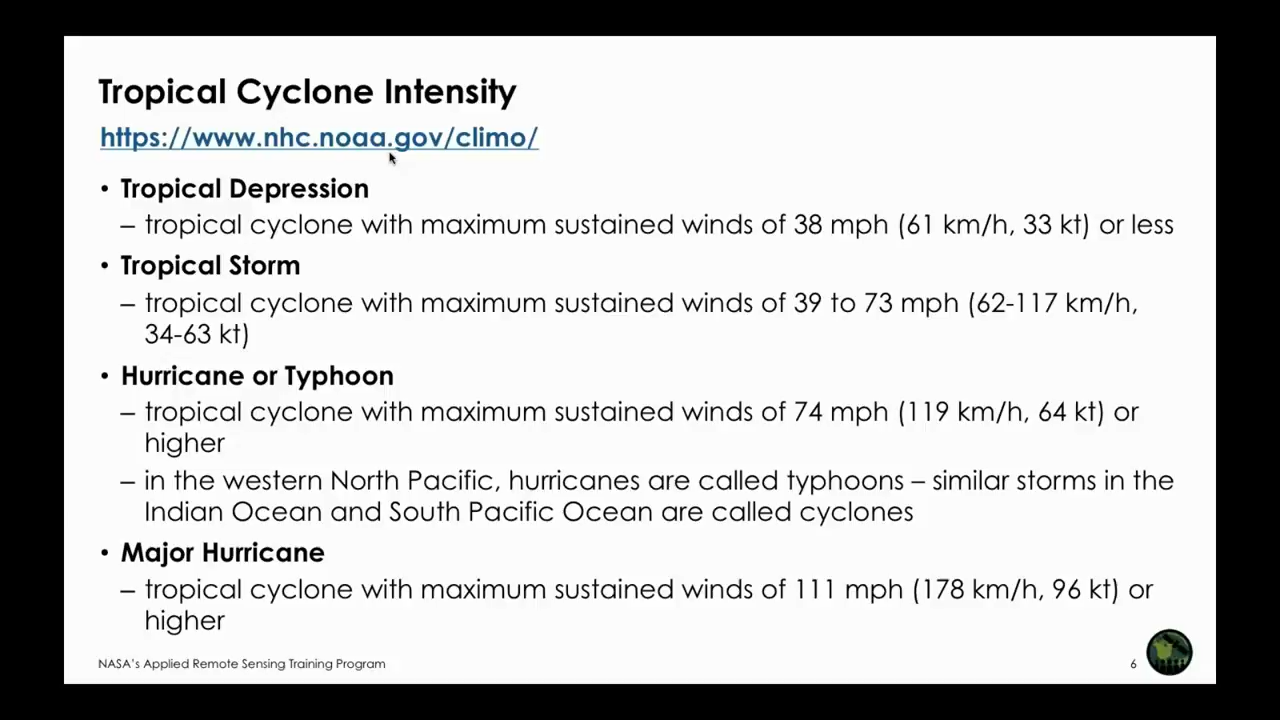 Tropical Cyclone Intensity
https://www.nhc.noaa.gov/climo/
• Tropical Depression
– tropical cyclone with maximum sustained winds of 38 mph (61 km/h, 33 kt) or less
• Tropical Storm
– tropical cyclone with maximum sustained winds of 39 to 73 mph (62-117 km/h,
34-63 kt)
• Hurricane or Typhoon
– tropical cyclone with maximum sustained winds of 74 mph (119 km/h, 64 kt) or
higher
– in the western North Pacific, hurricanes are called typhoons – similar storms in the
Indian Ocean and South Pacific Ocean are called cyclones
• Major Hurricane
– tropical cyclone with maximum sustained winds of 111 mph (178 km/h, 96 kt) or
higher
NASA's Applied Remote Sensing Training Program
6